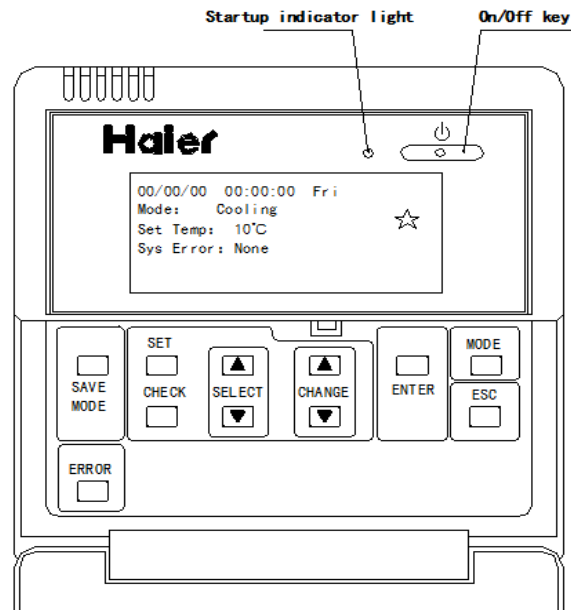 Startup indicator light
On/Off key
Haier
00/00/00 00:00:00 Fri
Mode: Cooling
Set Temp: 10℃
Sys Error: None
SAVE MODE
SET
CHECK
SELECT
CHANGE
ENTER
MODE
ESC
ERROR